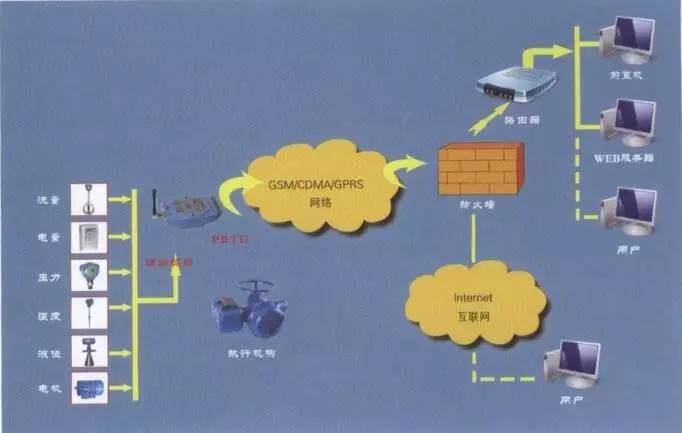 流量
电量
压力
温度
液位
电机
PRTU
执行机构
GSM/CDMA/GPRS
网络
防火墙
路由器
前置机
WEB服务器
用户
Internet
互联网
用户